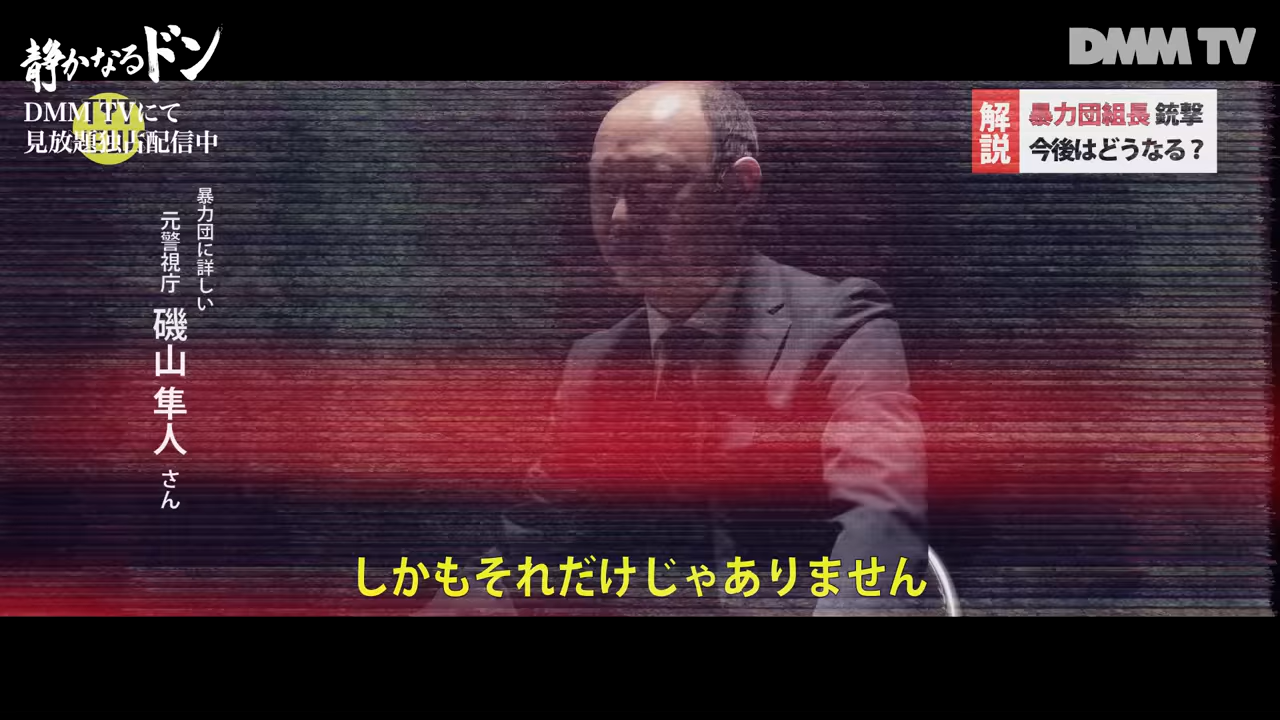 静かなるドン
DMM TVにて
見放題独占配信中
DMM TV
解説
暴力団組長 銃撃
今後はどうなる？
暴力団に詳しい
元警視庁 磯山 隼人 さん
しかもそれだけじゃありません